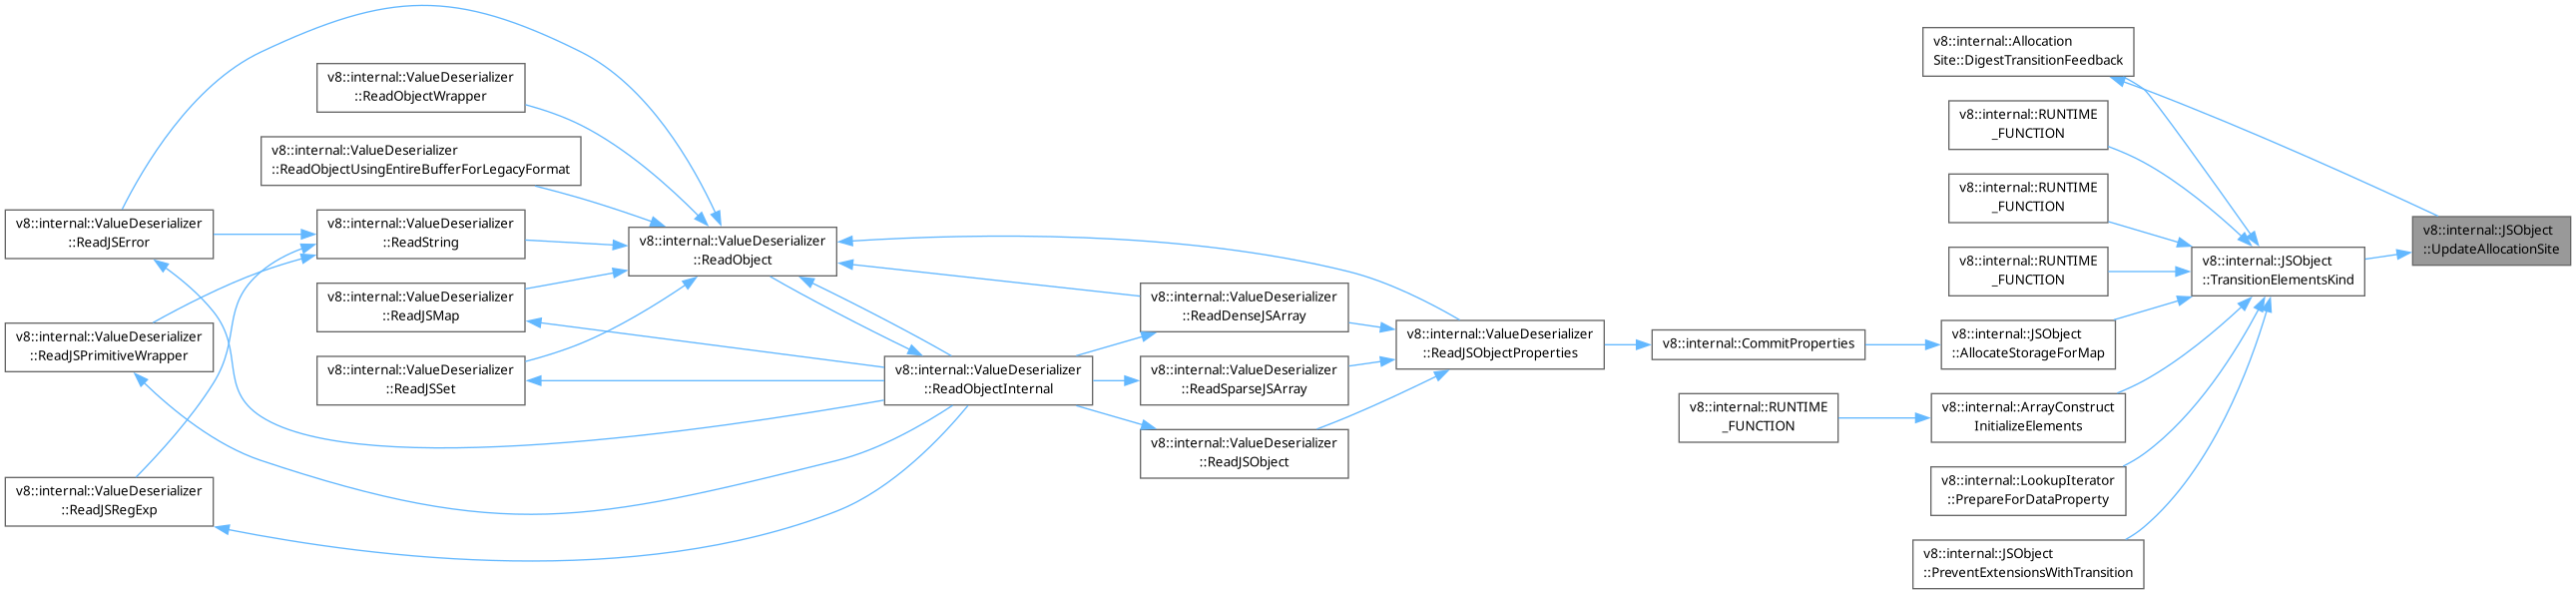 v8::internal::Allocation
Site::DigestTransitionFeedback
v8::internal::ValueDeserializer
::ReadObjectWrapper
v8::internal::RUNTIME
_FUNCTION
v8::internal::ValueDeserializer
::ReadObjectUsingEntireBufferForLegacyFormat
v8::internal::RUNTIME
_FUNCTION
v8::internal::ValueDeserializer
::ReadJSError
v8::internal::ValueDeserializer
::ReadString
v8::internal::ValueDeserializer
::ReadObject
v8::internal::JSObject
::UpdateAllocationSite
v8::internal::RUNTIME
_FUNCTION
v8::internal::JSObject
::TransitionElementsKind
v8::internal::ValueDeserializer
::ReadJSMap
v8::internal::ValueDeserializer
::ReadDenseJSArray
v8::internal::ValueDeserializer
::ReadJSPrimitiveWrapper
v8::internal::ValueDeserializer
::ReadJSObjectProperties
v8::internal::CommitProperties
v8::internal::JSObject
::AllocateStorageForMap
v8::internal::ValueDeserializer
::ReadJSSet
v8::internal::ValueDeserializer
::ReadObjectInternal
v8::internal::ValueDeserializer
::ReadSparseJSArray
v8::internal::RUNTIME
_FUNCTION
v8::internal::ArrayConstruct
InitializeElements
v8::internal::ValueDeserializer
::ReadJSObject
v8::internal::ValueDeserializer
::ReadJSRegExp
v8::internal::LookupIterator
::PrepareForDataProperty
v8::internal::JSObject
::PreventExtensionsWithTransition